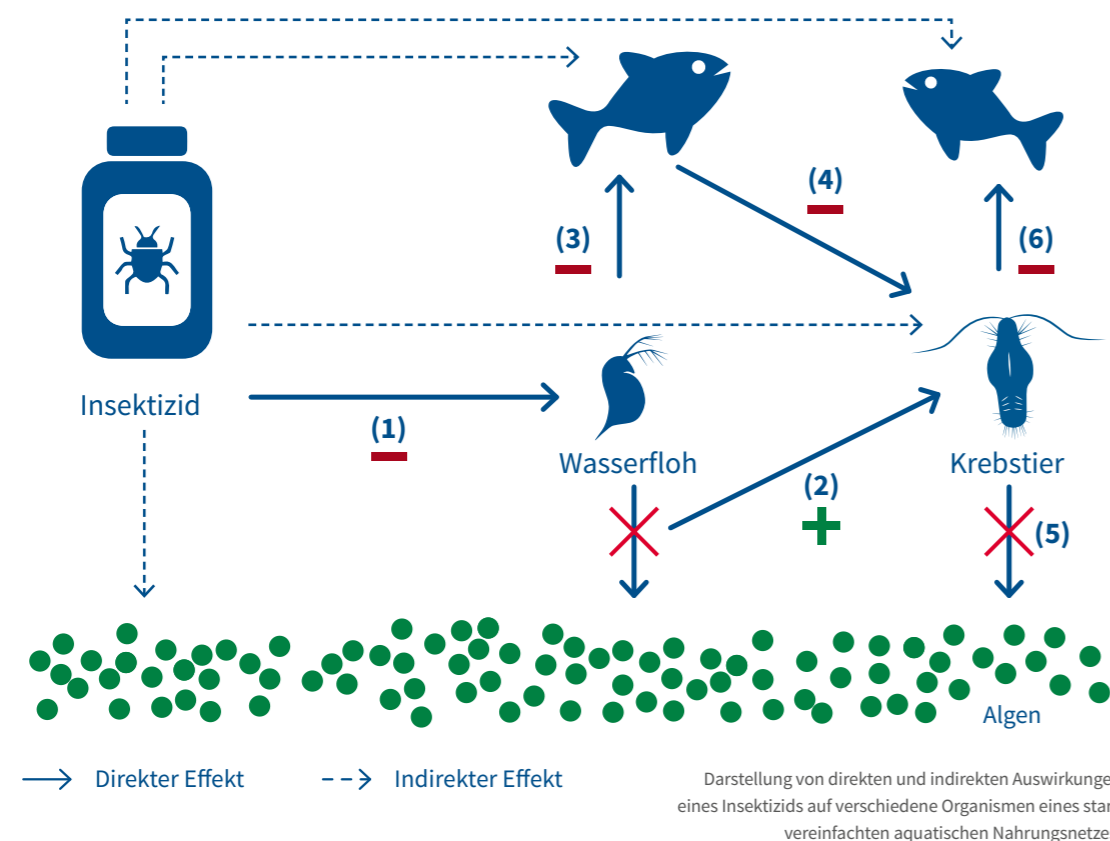 (4)
(3)
(6)
Insektizid
(1)
Wasserfloh
Krebstier
(2)
(5)
Algen
Direkter Effekt
Indirekter Effekt
Darstellung von direkten und indirekten Auswirkunge
eines Insektizids auf verschiedene Organismen eines star
vereinfachten aquatischen Nahrungsnetze